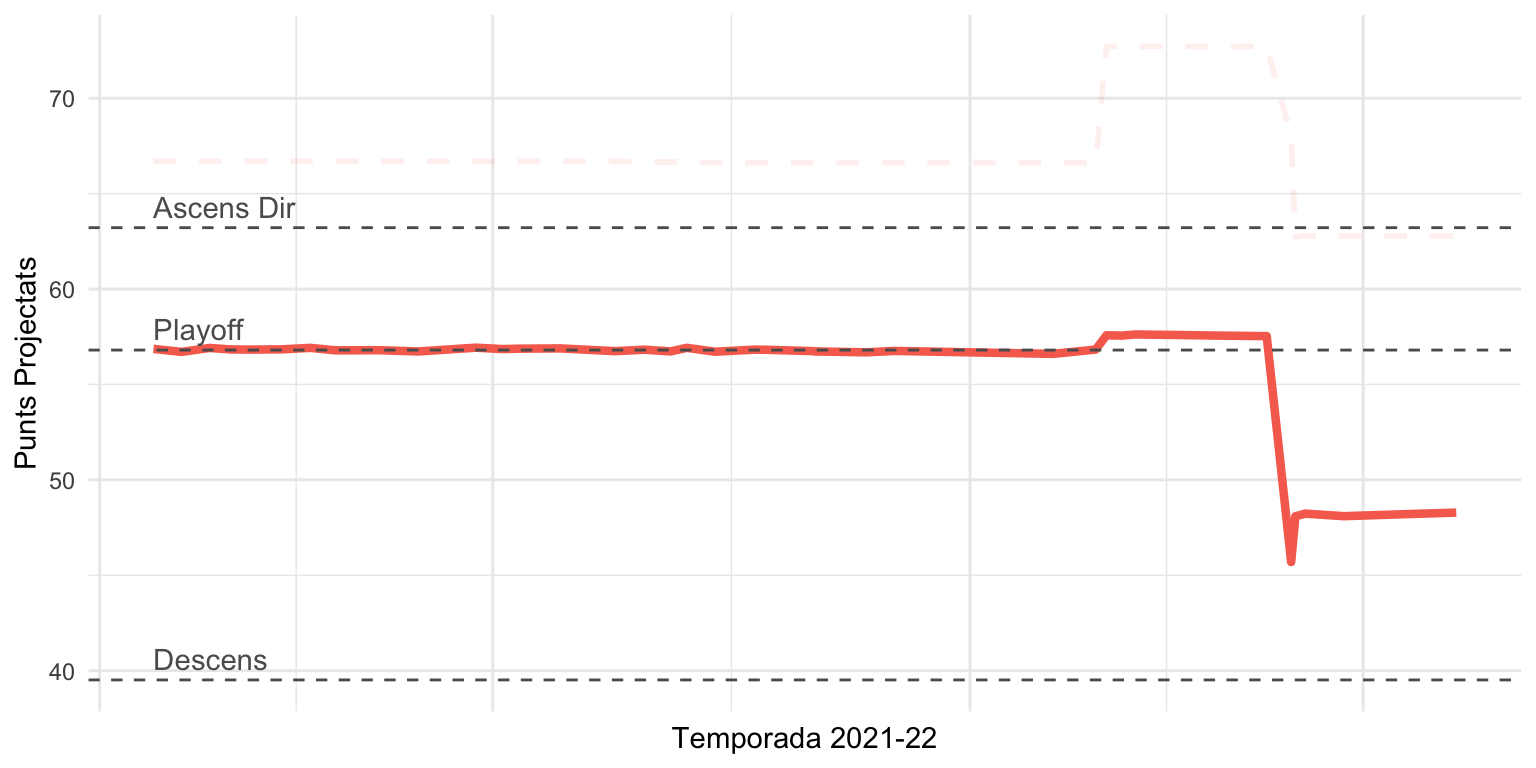 70
Ascens Dir
60
Playoff
50
Descens
40
Punts Projectats
Temporada 2021-22